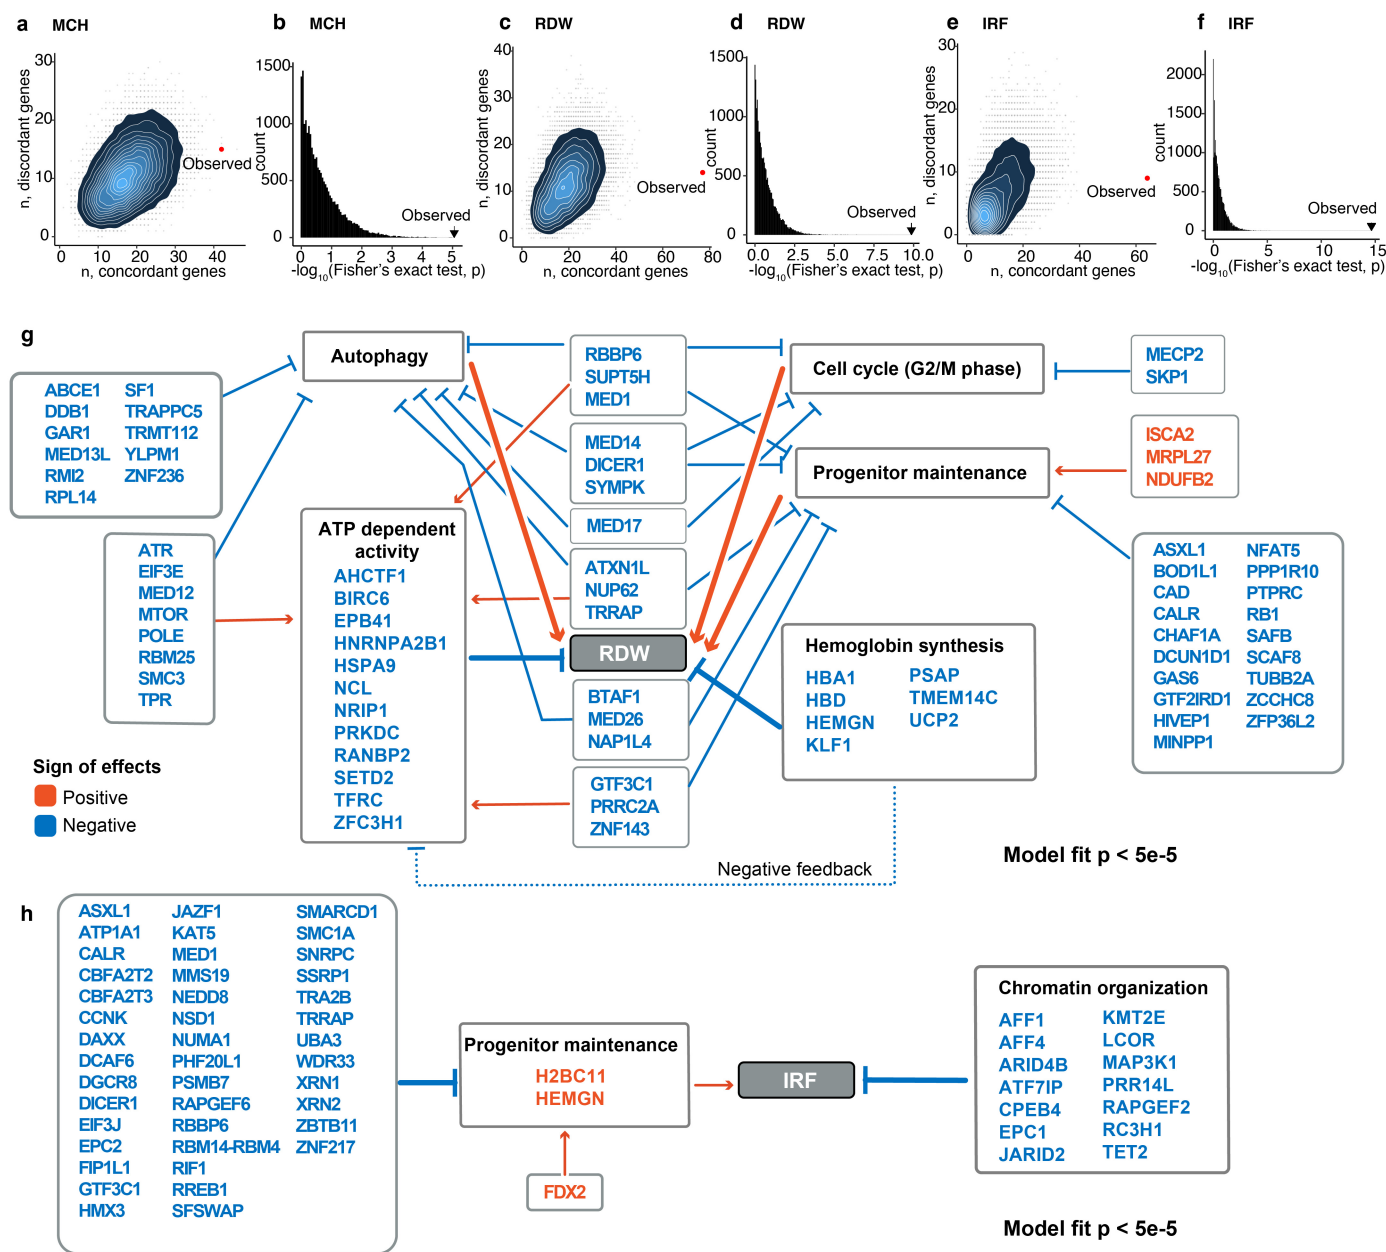 a MCH
b MCH
c RDW
d RDW
e IRF
f IRF
n, discordant genes
30
20
10
0
0 10 20 30 40
n, concordant genes
Observed
count
1500
1000
500
0
0 1 2 3 4 5
-log10(Fisher's exact test, p)
Observed
n, discordant genes
40
30
20
10
0
0 20 40 60 80
n, concordant genes
Observed
count
1500
1000
500
0
0.0 2.5 5.0 7.5 10.0
-log10(Fisher's exact test, p)
Observed
n, discordant genes
30
20
10
0
0 20 40 60
n, concordant genes
Observed
count
2000
1500
1000
500
0
0 5 10 15
-log10(Fisher's exact test, p)
Observed
g
Autophagy
ABCE1 SF1
DDB1 TRAPPC5
GAR1 TRMT112
MED13L YLPM1
RMI2 ZNF236
RPL14
ATR
EIF3E
MED12
MTOR
POLE
RBM25
SMC3
TPR
ATP dependent
activity
AHCTF1
BIRC6
EPB41
HNRNPA2B1
HSPA9
NCL
NRIP1
PRKDC
RANBP2
SETD2
TFRC
ZFC3H1
RBBP6
SUPT5H
MED1
MED14
DICER1
SYMPK
MED17
ATXN1L
NUP62
TRRAP
RDW
BTAF1
MED26
NAP1L4
GTF3C1
PRRC2A
ZNF143
Cell cycle (G2/M phase)
Progenitor maintenance
MECP2
SKP1
ISCA2
MRPL27
NDUFB2
Hemoglobin synthesis
HBA1 PSAP
HBD TMEM14C
HEMGN UCP2
KLF1
ASXL1 NFAT5
BOD1L1 PPP1R10
CAD PTPRC
CALR RB1
CHAF1A SAFB
DCUN1D1 SCAF8
GAS6 TUBB2A
GTF2IRD1 ZCCHC8
HIVEP1 ZFP36L2
MINPP1
Sign of effects
Positive
Negative
Negative feedback
Model fit p < 5e-5
h
ASXL1 JAZF1 SMARCD1
ATP1A1 KAT5 SMC1A
CALR MED1 SNRPC
CBFA2T2 MMS19 SSRP1
CBFA2T3 NEDD8 TRA2B
CCNK NSD1 TRRAP
DAXX NUMA1 UBA3
DCAF6 PHF20L1 WDR33
DGCR8 PSMB7 XRN1
DICER1 RAPGEF6 XRN2
EIF3J RBBP6 ZBTB11
EPC2 RBM14-RBM4 ZNF217
FIP1L1 RIF1
GTF3C1 RREB1
HMX3 SFSWAP
Progenitor maintenance
H2BC11
HEMGN
FDX2
IRF
Chromatin organization
AFF1 KMT2E
AFF4 LCOR
ARID4B MAP3K1
ATF7IP PRR14L
CPEB4 RAPGEF2
EPC1 RC3H1
JARID2 TET2
Model fit p < 5e-5